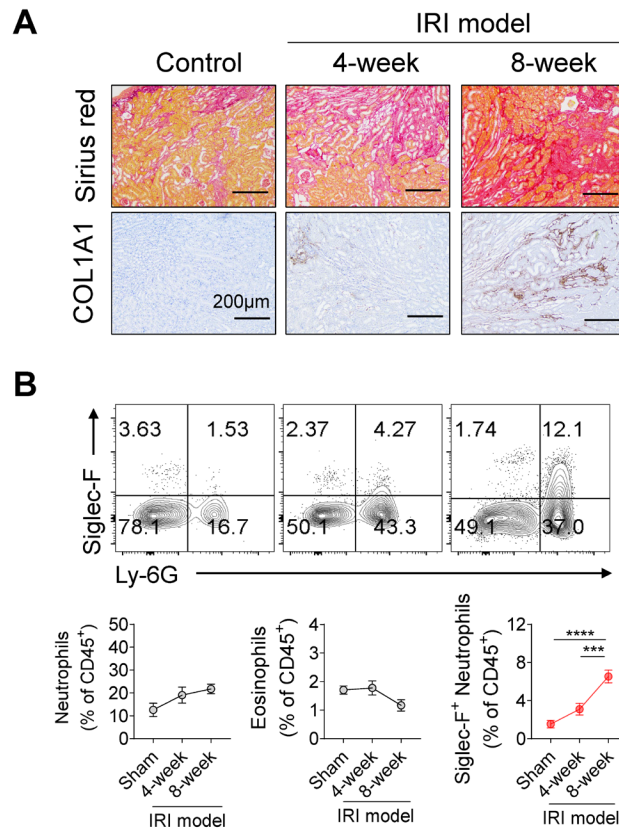 A
IRI model
Control 4-week 8-week
Sirius red
COL1A1
200μm
B
3.63 1.53 2.37 4.27 1.74 12.1
78.1 16.7 50.1 43.3 49.1 37.0
Siglec-F
Ly-6G
Neutrophils
(% of CD45⁺)
50
40
30
20
10
0
Sham
4-week
8-week
IRI model
Eosinophils
(% of CD45⁺)
4
3
2
1
0
Sham
4-week
8-week
IRI model
Siglec-F⁺ Neutrophils
(% of CD45⁺)
12
8
4
0
****
***
Sham
4-week
8-week
IRI model